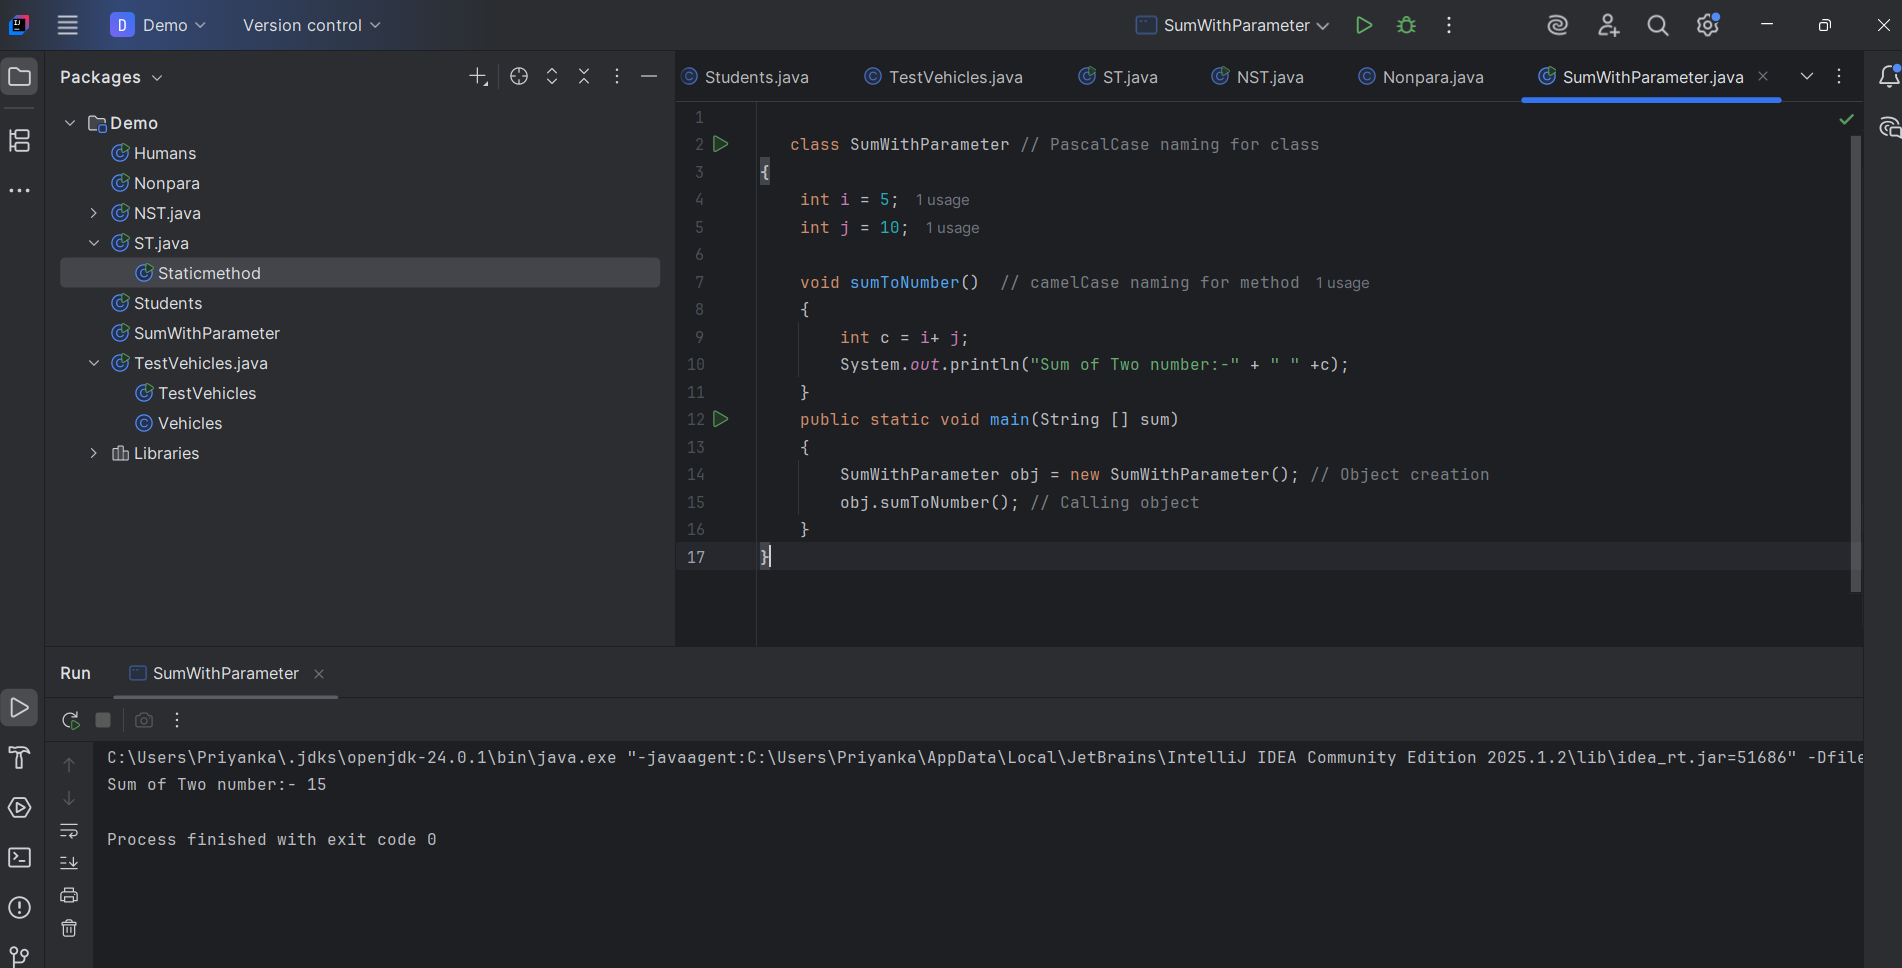 D Demo Version control SumWithParameter
Packages
Students.java TestVehicles.java ST.java NST.java Nonpara.java SumWithParameter.java
Demo
Humans
Nonpara
NST.java
ST.java
Staticmethod
Students
SumWithParameter
TestVehicles.java
TestVehicles
Vehicles
Libraries
1
2 class SumWithParameter // PascalCase naming for class
3 {
4 int i = 5; 1 usage
5 int j = 10; 1 usage
6
7 void sumToNumber() // camelCase naming for method 1 usage
8 {
9 int c = i+ j;
10 System.out.println("Sum of Two number:-" + " " +c);
11 }
12 public static void main(String [] sum)
13 {
14 SumWithParameter obj = new SumWithParameter(); // Object creation
15 obj.sumToNumber(); // Calling object
16 }
17 }
Run SumWithParameter
C:\Users\Priyanka\.jdks\openjdk-24.0.1\bin\java.exe "-javaagent:C:\Users\Priyanka\AppData\Local\JetBrains\IntelliJ IDEA Community Edition 2025.1.2\lib\idea_rt.jar=51686" -Dfile
Sum of Two number:- 15
Process finished with exit code 0